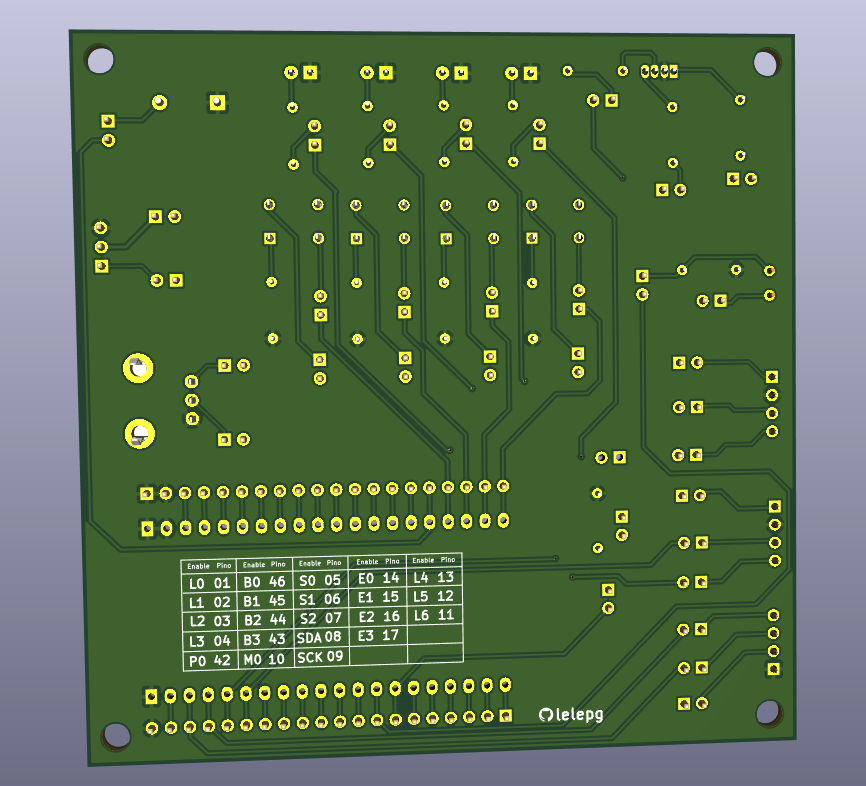 Enable Pino Enable Pino Enable Pino Enable Pino Enable Pino
L0 01 B0 46 S0 05 E0 14 L4 13
L1 02 B1 45 S1 06 E1 15 L5 12
L2 03 B2 44 S2 07 E2 16 L6 11
L3 04 B3 43 SDA 08 E3 17
P0 42 M0 10 SCK 09
lelepg